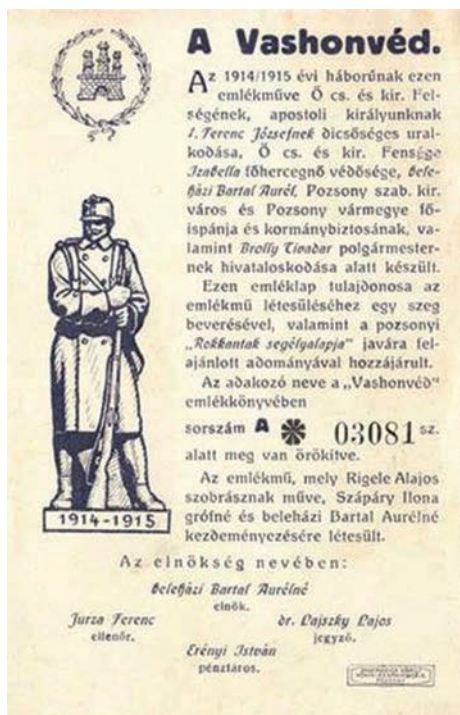 A Vashonvéd.
Az 1914/1915 évi háborúnak ezen
emlékműve Ő cs. és kir. Fel-
ségének, apostoli királyunknak
I. Ferenc Józsefnek dicsőséges ural-
kodása, Ő cs. és kir. Fensége
Izabella főhercegnő védősége, bele-
házi Bartal Aurél, Pozsony szab. kir.
város és Pozsony vármegye fő-
ispánja és kormánybiztosának, va-
lamint Brolly Tivadar polgármester-
nek hivataloskodása alatt készült.
Ezen emléklap tulajdonosa az
emlékmű létesüléséhez egy szeg
beverésével, valamint a pozsonyi
„Rokkantak segélyalapja" javára fel-
ajánlott adományával hozzájárult.
Az adakozó neve a „Vashonvéd"
emlékkönyvében
sorszám A 03081 sz.
alatt meg van örökítve.
Az emlékmű, mely Rigele Alajos
szobrásznak műve, Szápáry Ilona
grófné és beleházi Bartal Aurélné
kezdeményezésére létesült.
1914-1915
Az elnökség nevében:
beleházi Bartal Aurélné
elnök.
Jurza Ferenc
ellenőr.
dr. Lajszky Lajos
jegyző.
Erényi István
pénztáros.